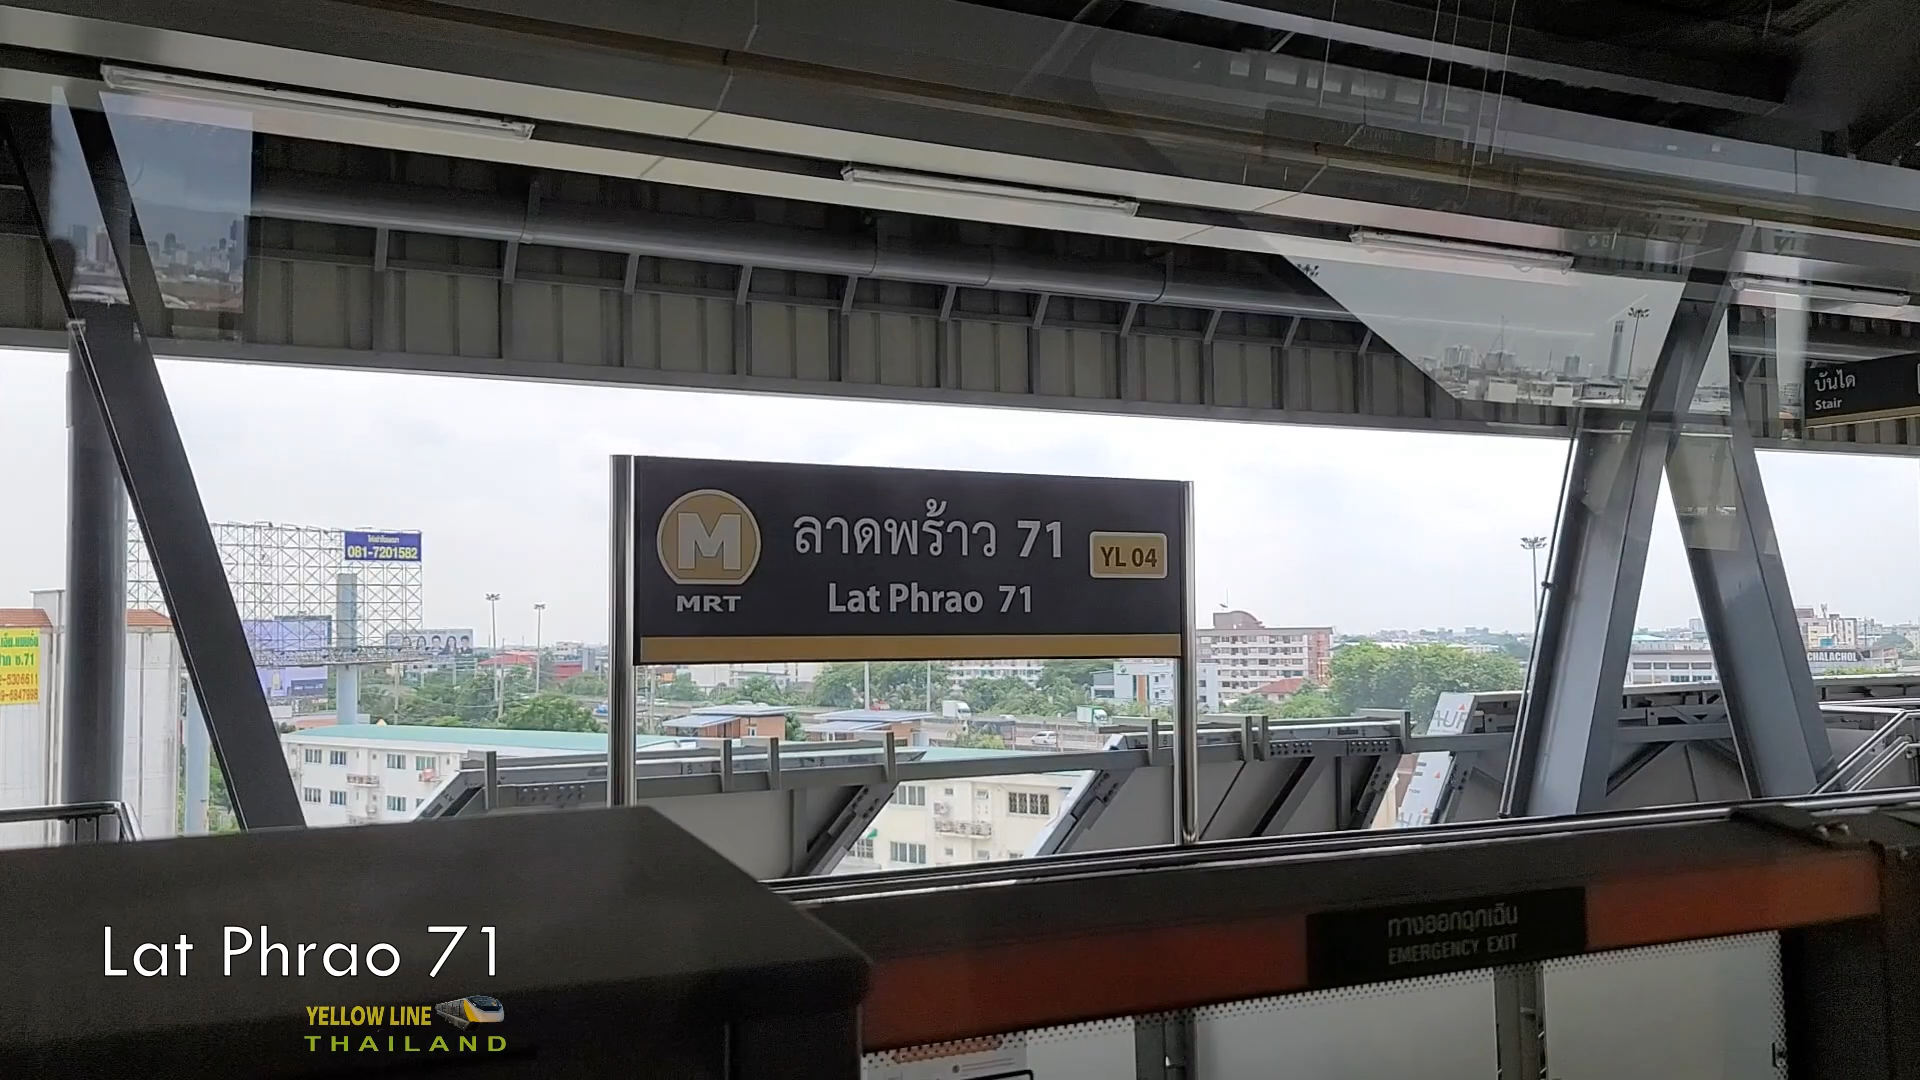 บันได
Stair
ลาดพร้าว 71
Lat Phrao 71
M
MRT
YL 04
081-7201582
ซ.71
CHALACHOL
ทางออกฉุกเฉิน
EMERGENCY EXIT
Lat Phrao 71
YELLOW LINE
THAILAND